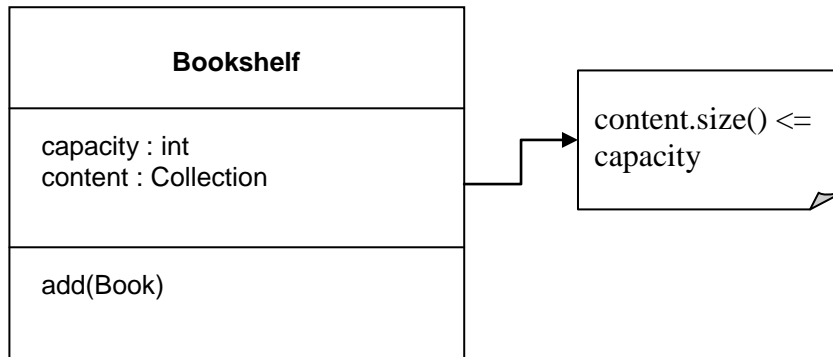 Bookshelf
capacity : int
content : Collection
add(Book)
content.size() <=
capacity